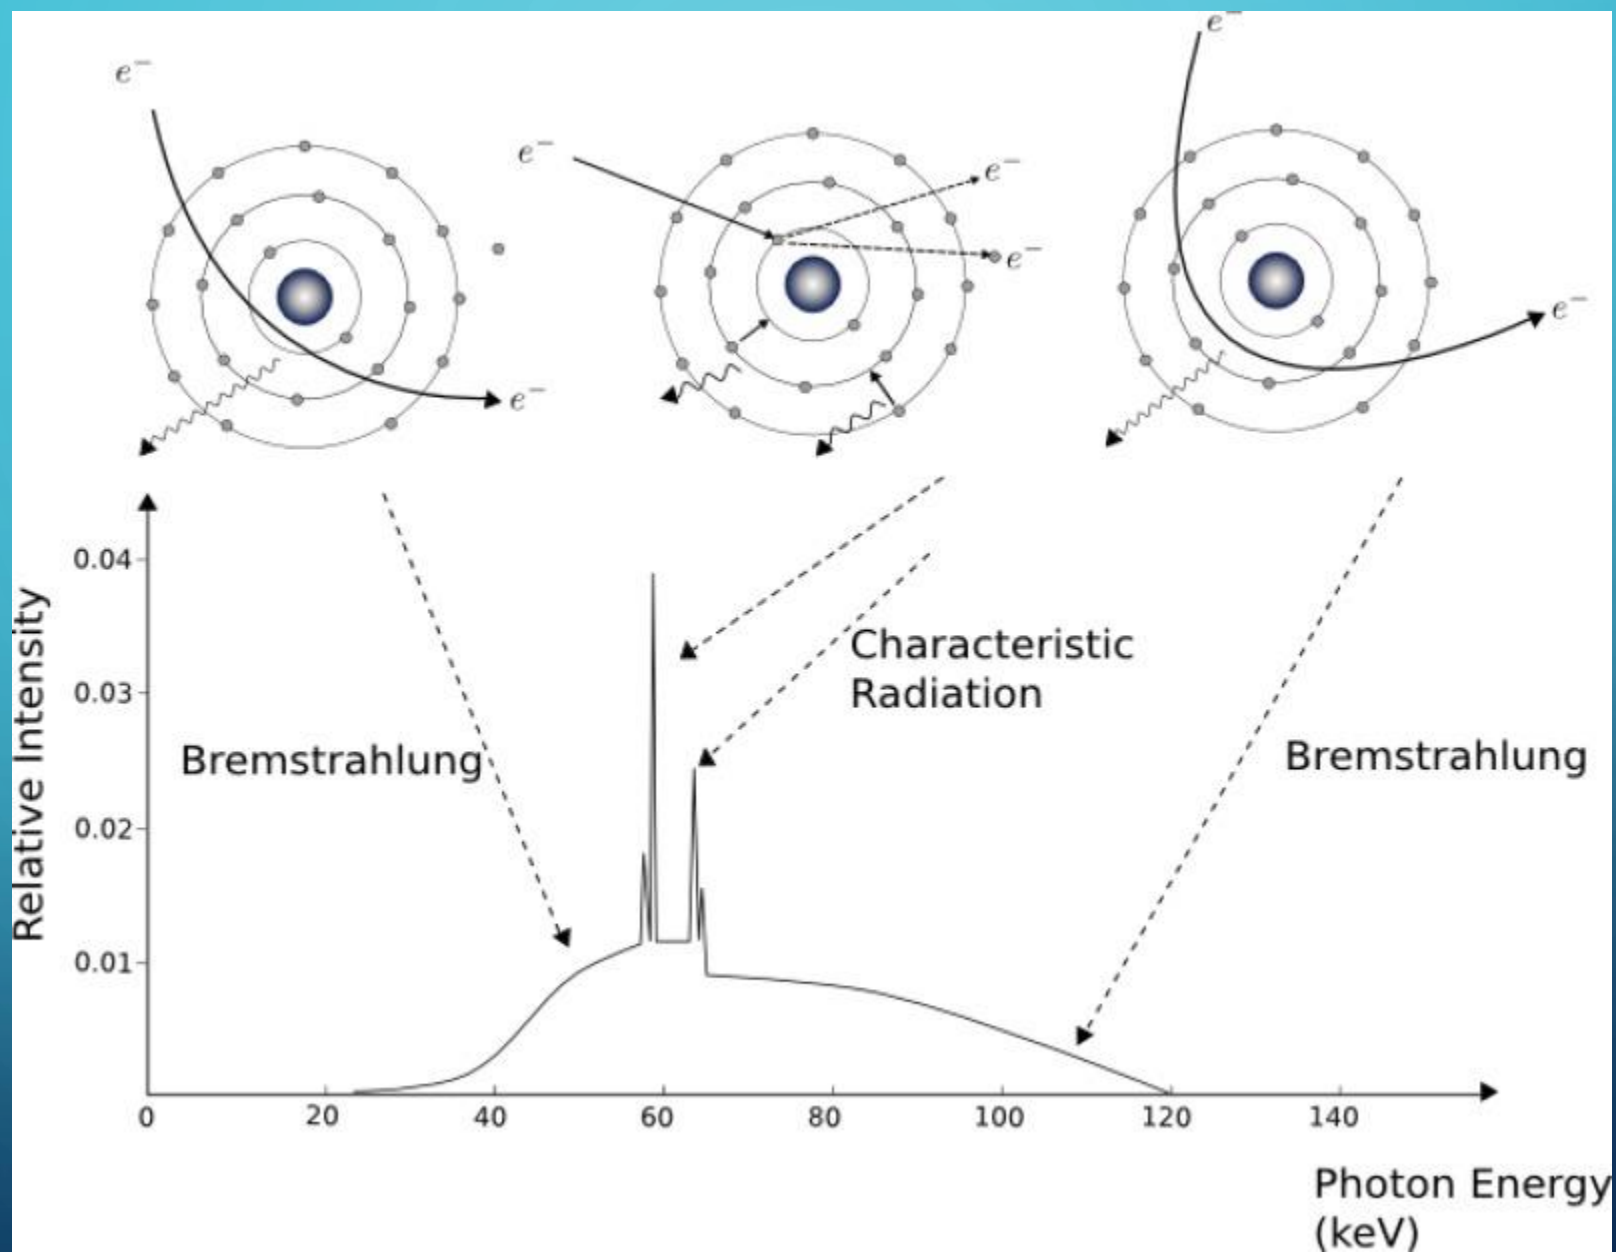 e⁻
e⁻
e⁻
e⁻
e⁻
e⁻
e⁻
e⁻
Relative Intensity
0.04
0.03
0.02
0.01
Bremstrahlung
Characteristic
Radiation
Bremstrahlung
0 20 40 60 80 100 120 140
Photon Energy
(keV)